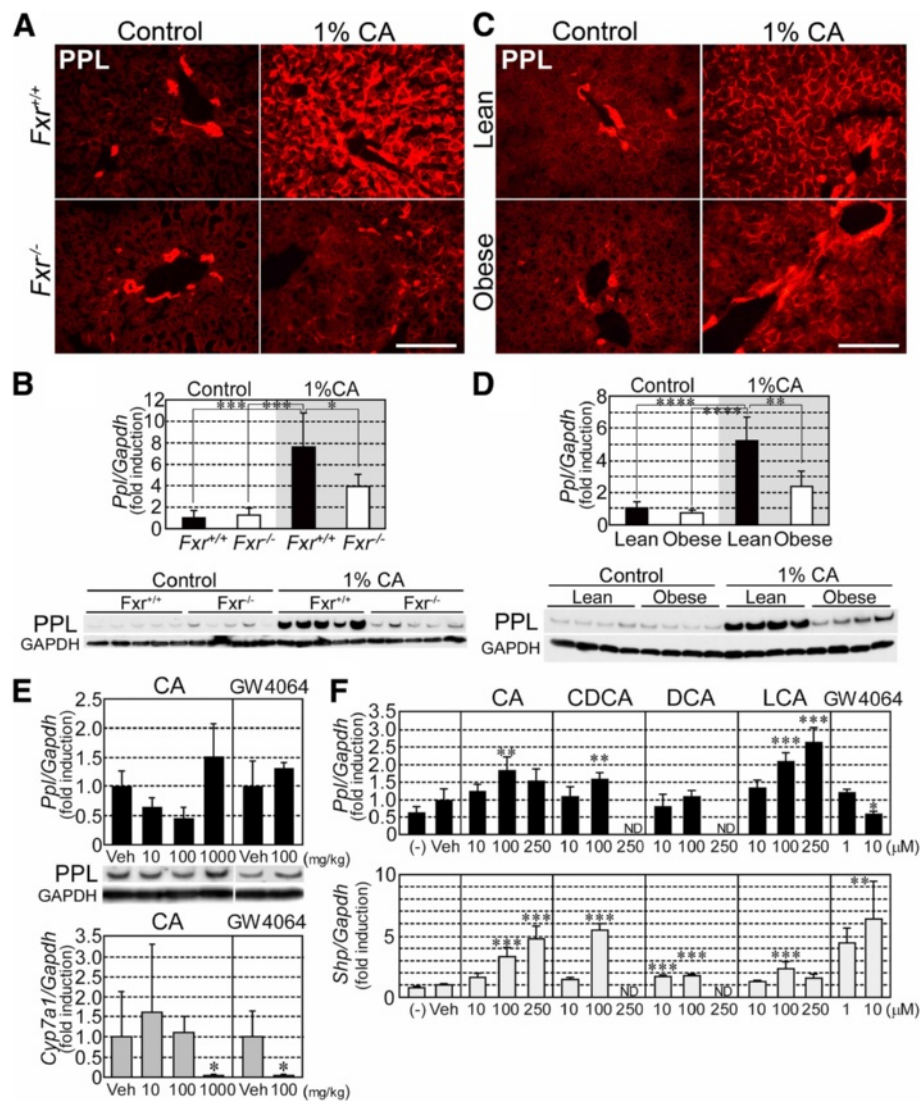 A Control 1% CA
PPL
Fxr+/+
Fxr-/-
C Control 1% CA
PPL
Lean
Obese
B Control 1%CA
*** *** *
Ppl/Gapdh
(fold induction)
12
10
8
6
4
2
0
Fxr+/+ Fxr-/- Fxr+/+ Fxr-/-
Control 1% CA
Fxr+/+ Fxr-/- Fxr+/+ Fxr-/-
PPL
GAPDH
D Control 1%CA
**** **** **
Ppl/Gapdh
(fold induction)
8
6
4
2
0
Lean Obese Lean Obese
Control 1% CA
Lean Obese Lean Obese
PPL
GAPDH
E CA GW4064
Ppl/Gapdh
(fold induction)
2.5
2.0
1.5
1.0
0.5
0
Veh 10 100 1000 Veh 100 (mg/kg)
PPL
GAPDH
CA GW4064
Cyp7a1/Gapdh
(fold induction)
3.5
3.0
2.5
2.0
1.5
1.0
0.5
0
* *
Veh 10 100 1000 Veh 100 (mg/kg)
F CA CDCA DCA LCA GW4064
Ppl/Gapdh
(fold induction)
3.5
3.0
2.5
2.0
1.5
1.0
0.5
0
** ** *** *** *
ND ND
(-) Veh 10 100 250 10 100 250 10 100 250 10 100 250 1 10 (μM)
Shp/Gapdh
(fold induction)
10
5
0
*** *** *** *** *** *** **
ND ND
(-) Veh 10 100 250 10 100 250 10 100 250 10 100 250 1 10 (μM)